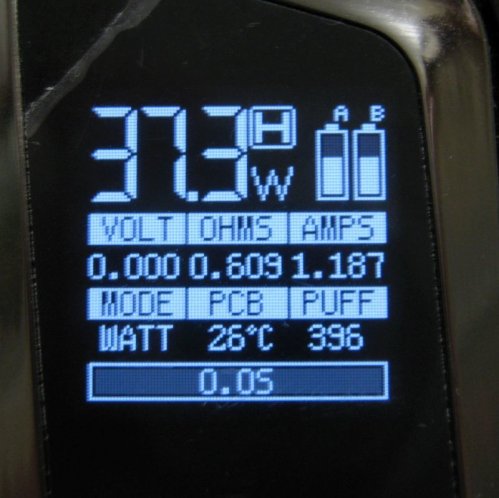 37.3 H W A B
VOLT OHMS AMPS
0.000 0.609 1.187
MODE PCB PUFF
WATT 26°C 396
0.0S